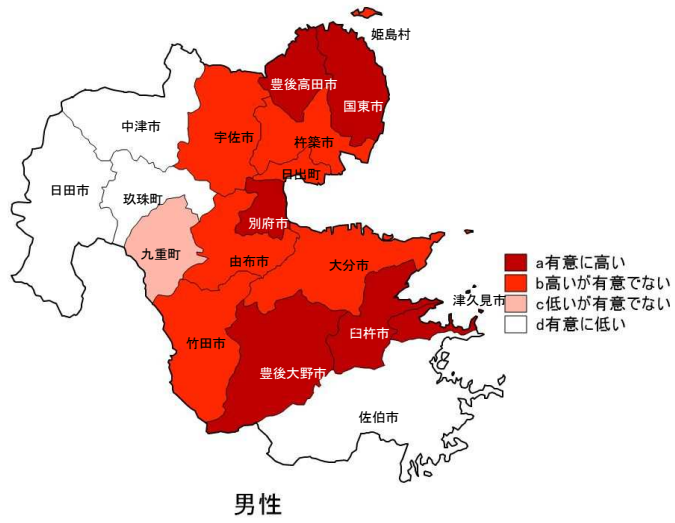 姫島村
豊後高田市
国東市
中津市
宇佐市
杵築市
日出町
日田市
玖珠町
別府市
九重町
由布市
大分市
a有意に高い
b高いが有意でない
c低いが有意でない
d有意に低い
津久見市
臼杵市
竹田市
豊後大野市
佐伯市
男性